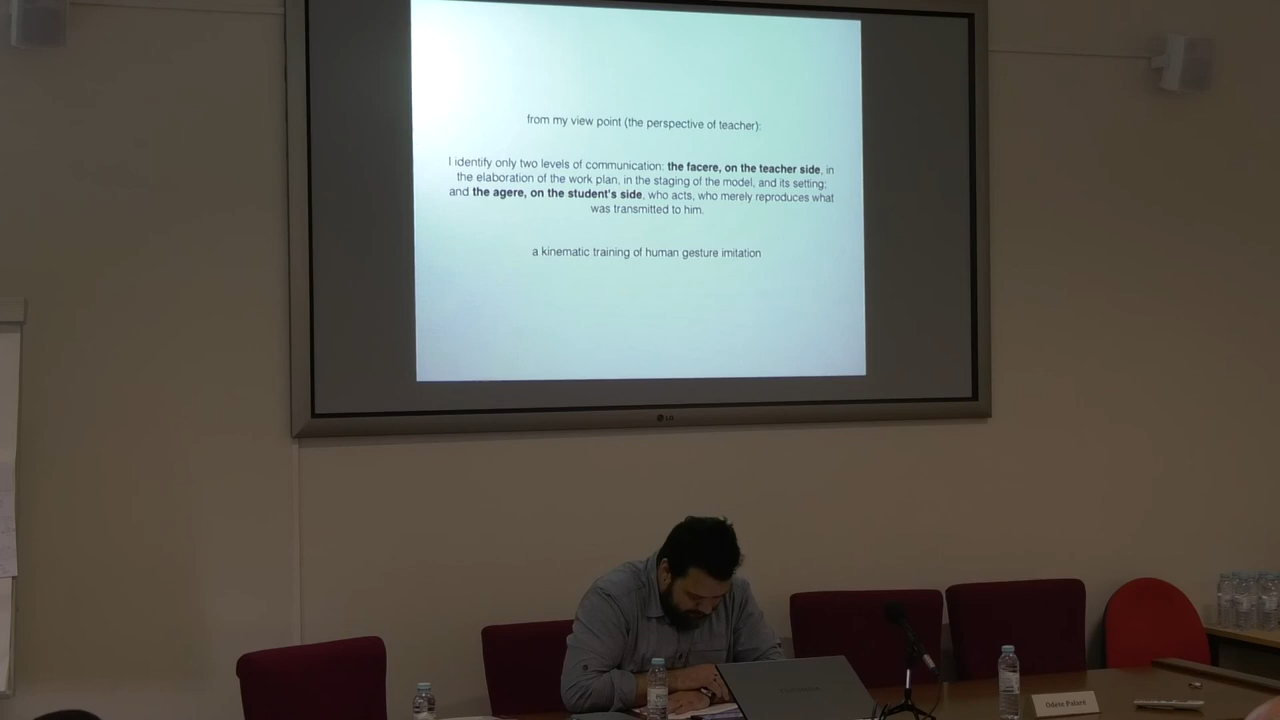 from my view point (the perspective of teacher):
I identify only two levels of communication: the facere, on the teacher side, in
the elaboration of the work plan, in the staging of the model, and its setting;
and the agere, on the student's side, who acts, who merely reproduces what
was transmitted to him.
a kinematic training of human gesture imitation
LG
Odete Palaré